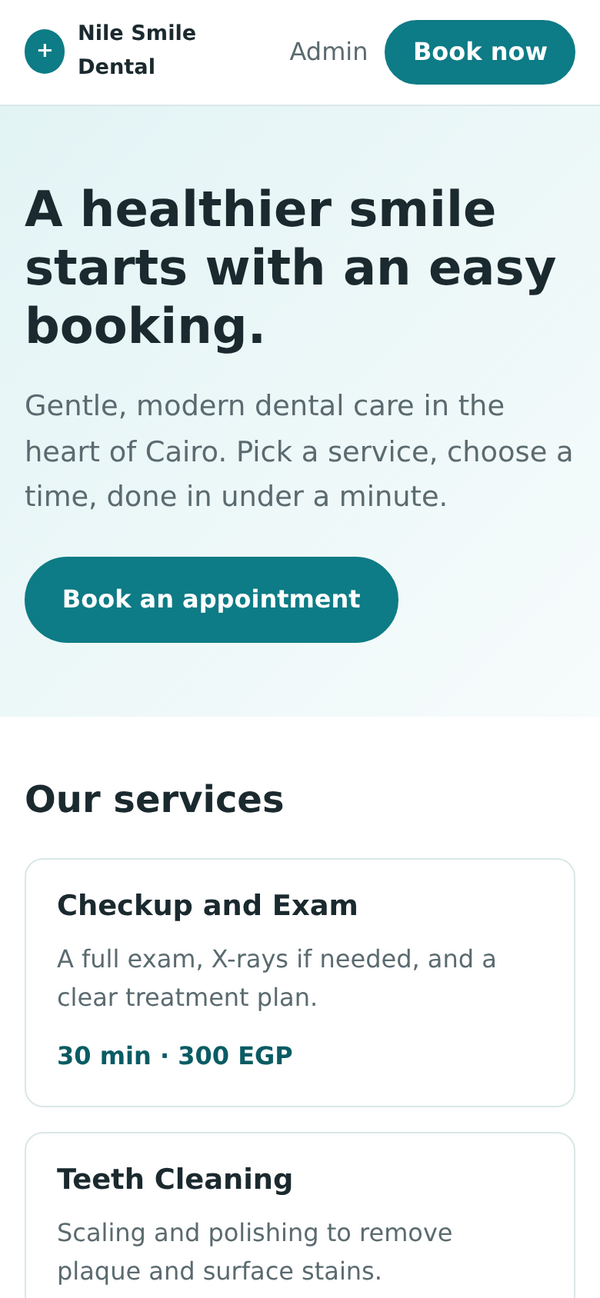 +
Nile Smile
Dental
Admin
Book now
A healthier smile
starts with an easy
booking.
Gentle, modern dental care in the
heart of Cairo. Pick a service, choose a
time, done in under a minute.
Book an appointment
Our services
Checkup and Exam
A full exam, X-rays if needed, and a
clear treatment plan.
30 min · 300 EGP
Teeth Cleaning
Scaling and polishing to remove
plaque and surface stains.